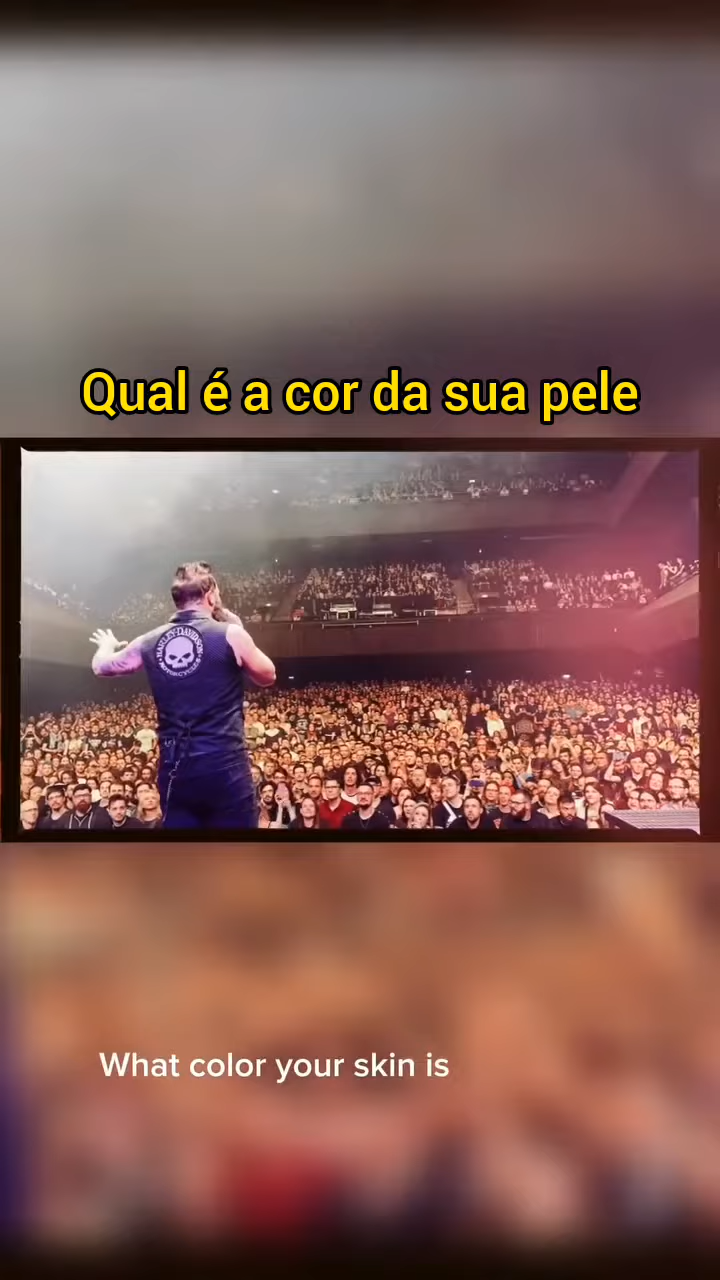 Qual é a cor da sua pele
HARLEY-DAVIDSON
MOTORCYCLES
What color your skin is